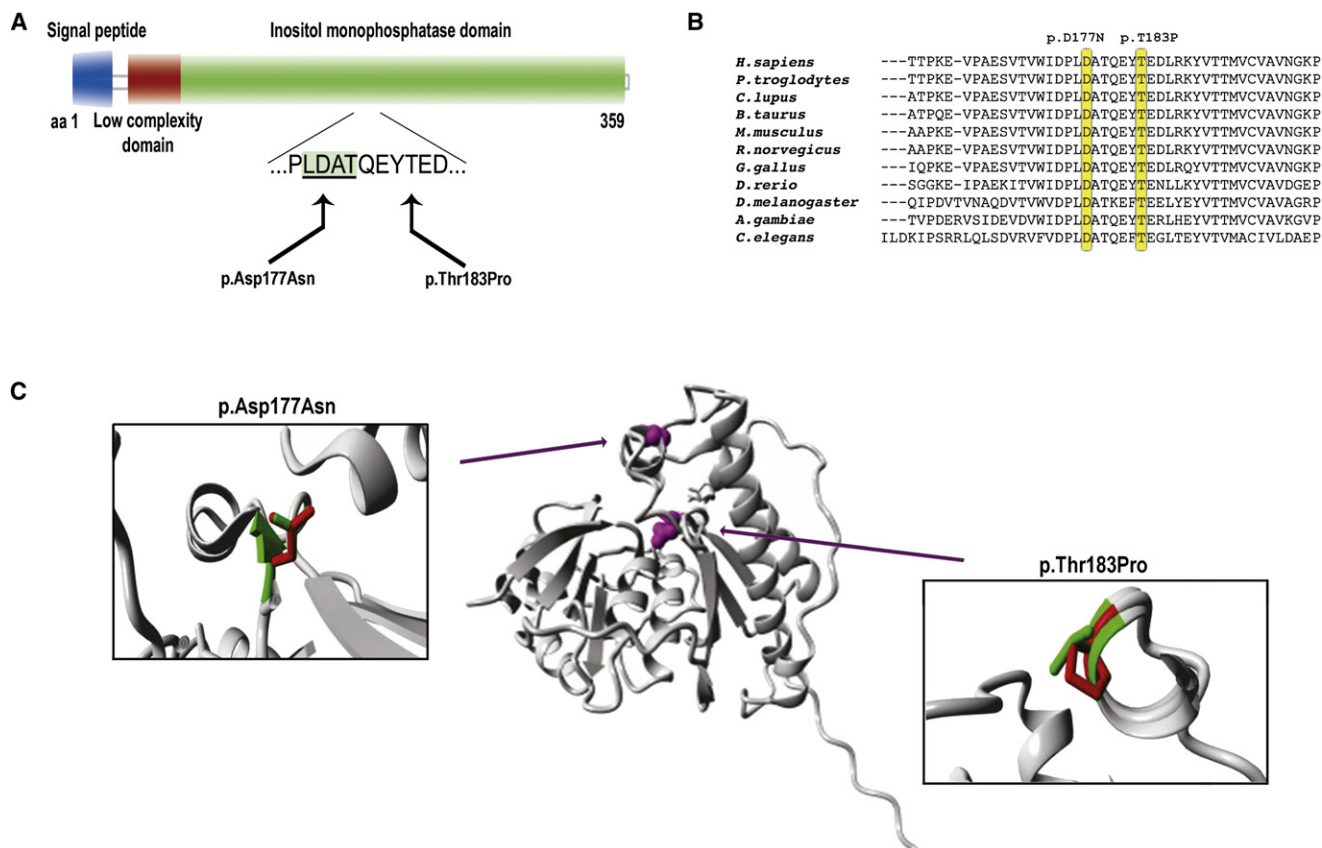 A
Signal peptide
Inositol monophosphatase domain
aa 1
Low complexity
domain
359
...PLDATQEYTED...
p.Asp177Asn
p.Thr183Pro
B
p.D177N p.T183P
H.sapiens ---TTPKE-VPAESVTVWIDPLDATQEYTEDLRKYVTTMVCVAVNGKP
P.troglodytes ---TTPKE-VPAESVTVWIDPLDATQEYTEDLRKYVTTMVCVAVNGKP
C.lupus ---ATPKE-VPAESVTVWIDPLDATQEYTEDLRKYVTTMVCVAVNGKP
B.taurus ---ATPQE-VPAESVTVWIDPLDATQEYTEDLRKYVTTMVCVAVNGKP
M.musculus ---AAPKE-VPAESVTVWIDPLDATQEYTEDLRKYVTTMVCVAVNGKP
R.norvegicus ---AAPKE-VPAESVTVWIDPLDATQEYTEDLRKYVTTMVCVAVNGKP
G.gallus ---IQPKE-VPAESVTVWIDPLDATQEYTEDLRQYVTTMVCVAVNGKP
D.rerio ---SGGKE-IPAEKITVWIDPLDATQEYTENLLKYVTTMVCVAVDGEP
D.melanogaster ---QIPDVTVNAQDVTVWVDPLDATKEFTEELYEYVTTMVCVAVAGRP
A.gambiae ---TVPDERVSIDEVDVWIDPLDATQEYTERLHEYVTTMVCVAVKGVP
C.elegans ILDKIPSRRLQLSDVRVFVDPLDATQEFTEGLTEYVTVMACIVLDAEP
C
p.Asp177Asn
p.Thr183Pro